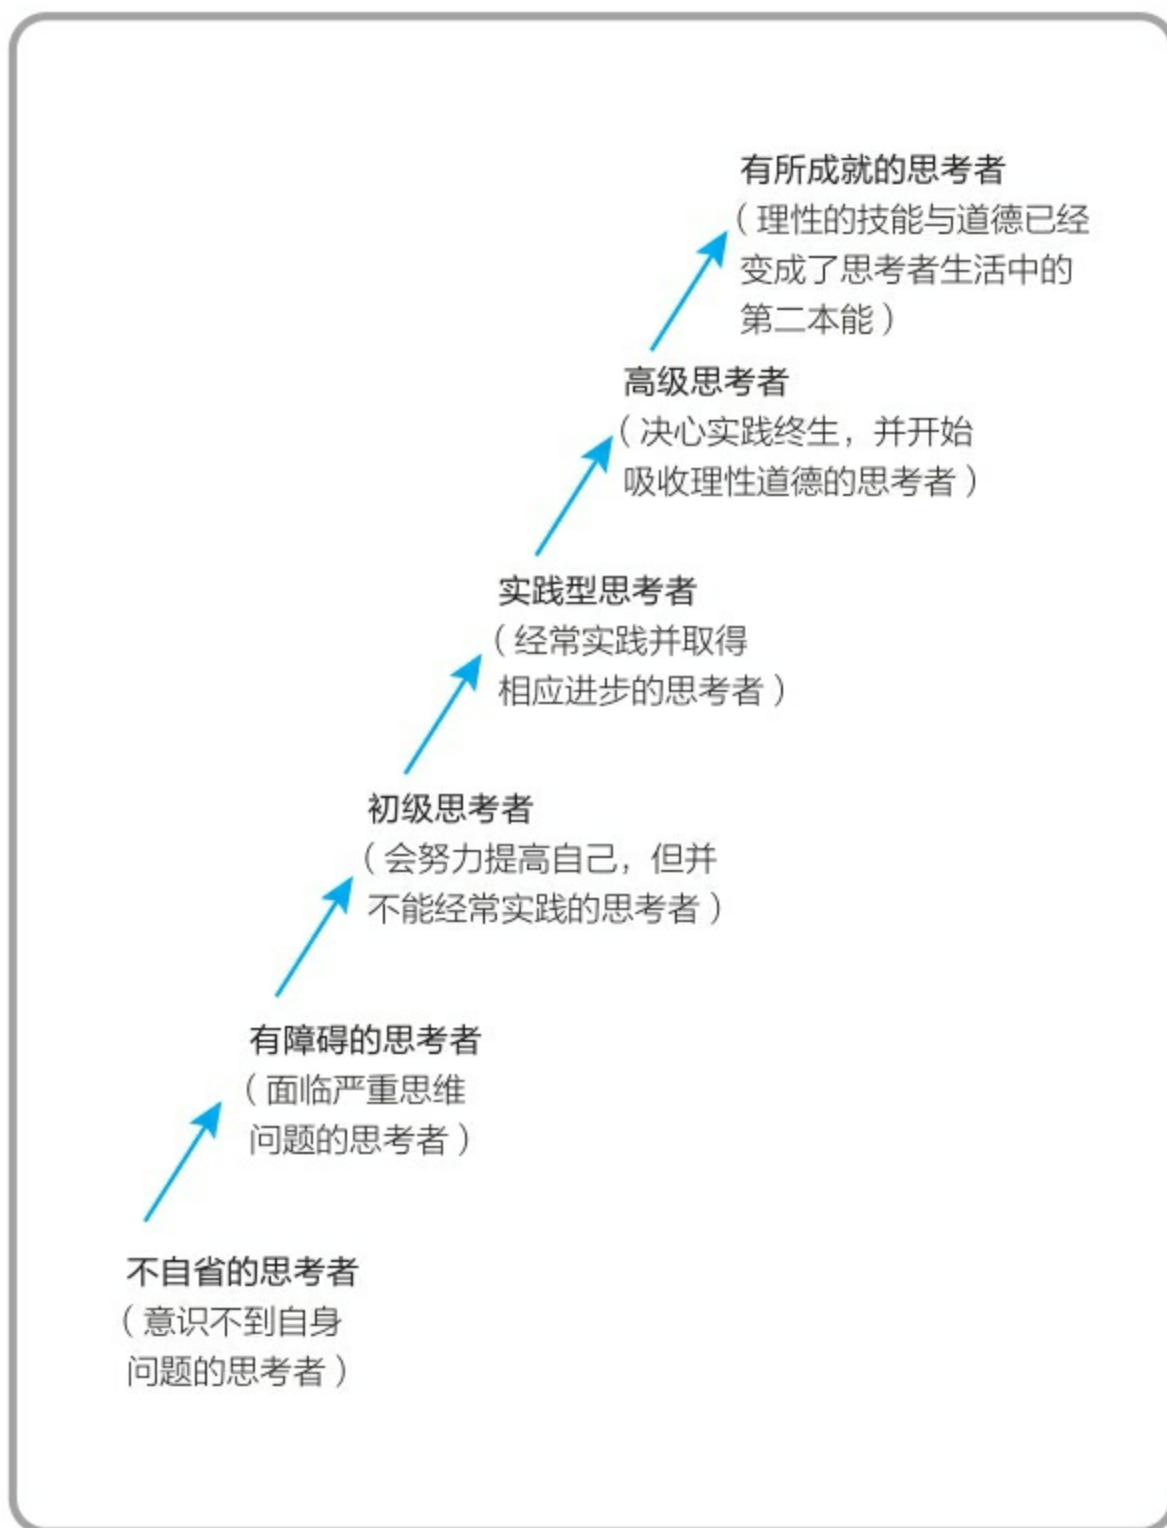 有所成就的思考者
（理性的技能与道德已经
变成了思考者生活中的
第二本能）
高级思考者
（决心实践终生，并开始
吸收理性道德的思考者）
实践型思考者
（经常实践并取得
相应进步的思考者）
初级思考者
（会努力提高自己，但并
不能经常实践的思考者）
有障碍的思考者
（面临严重思维
问题的思考者）
不自省的思考者
（意识不到自身
问题的思考者）